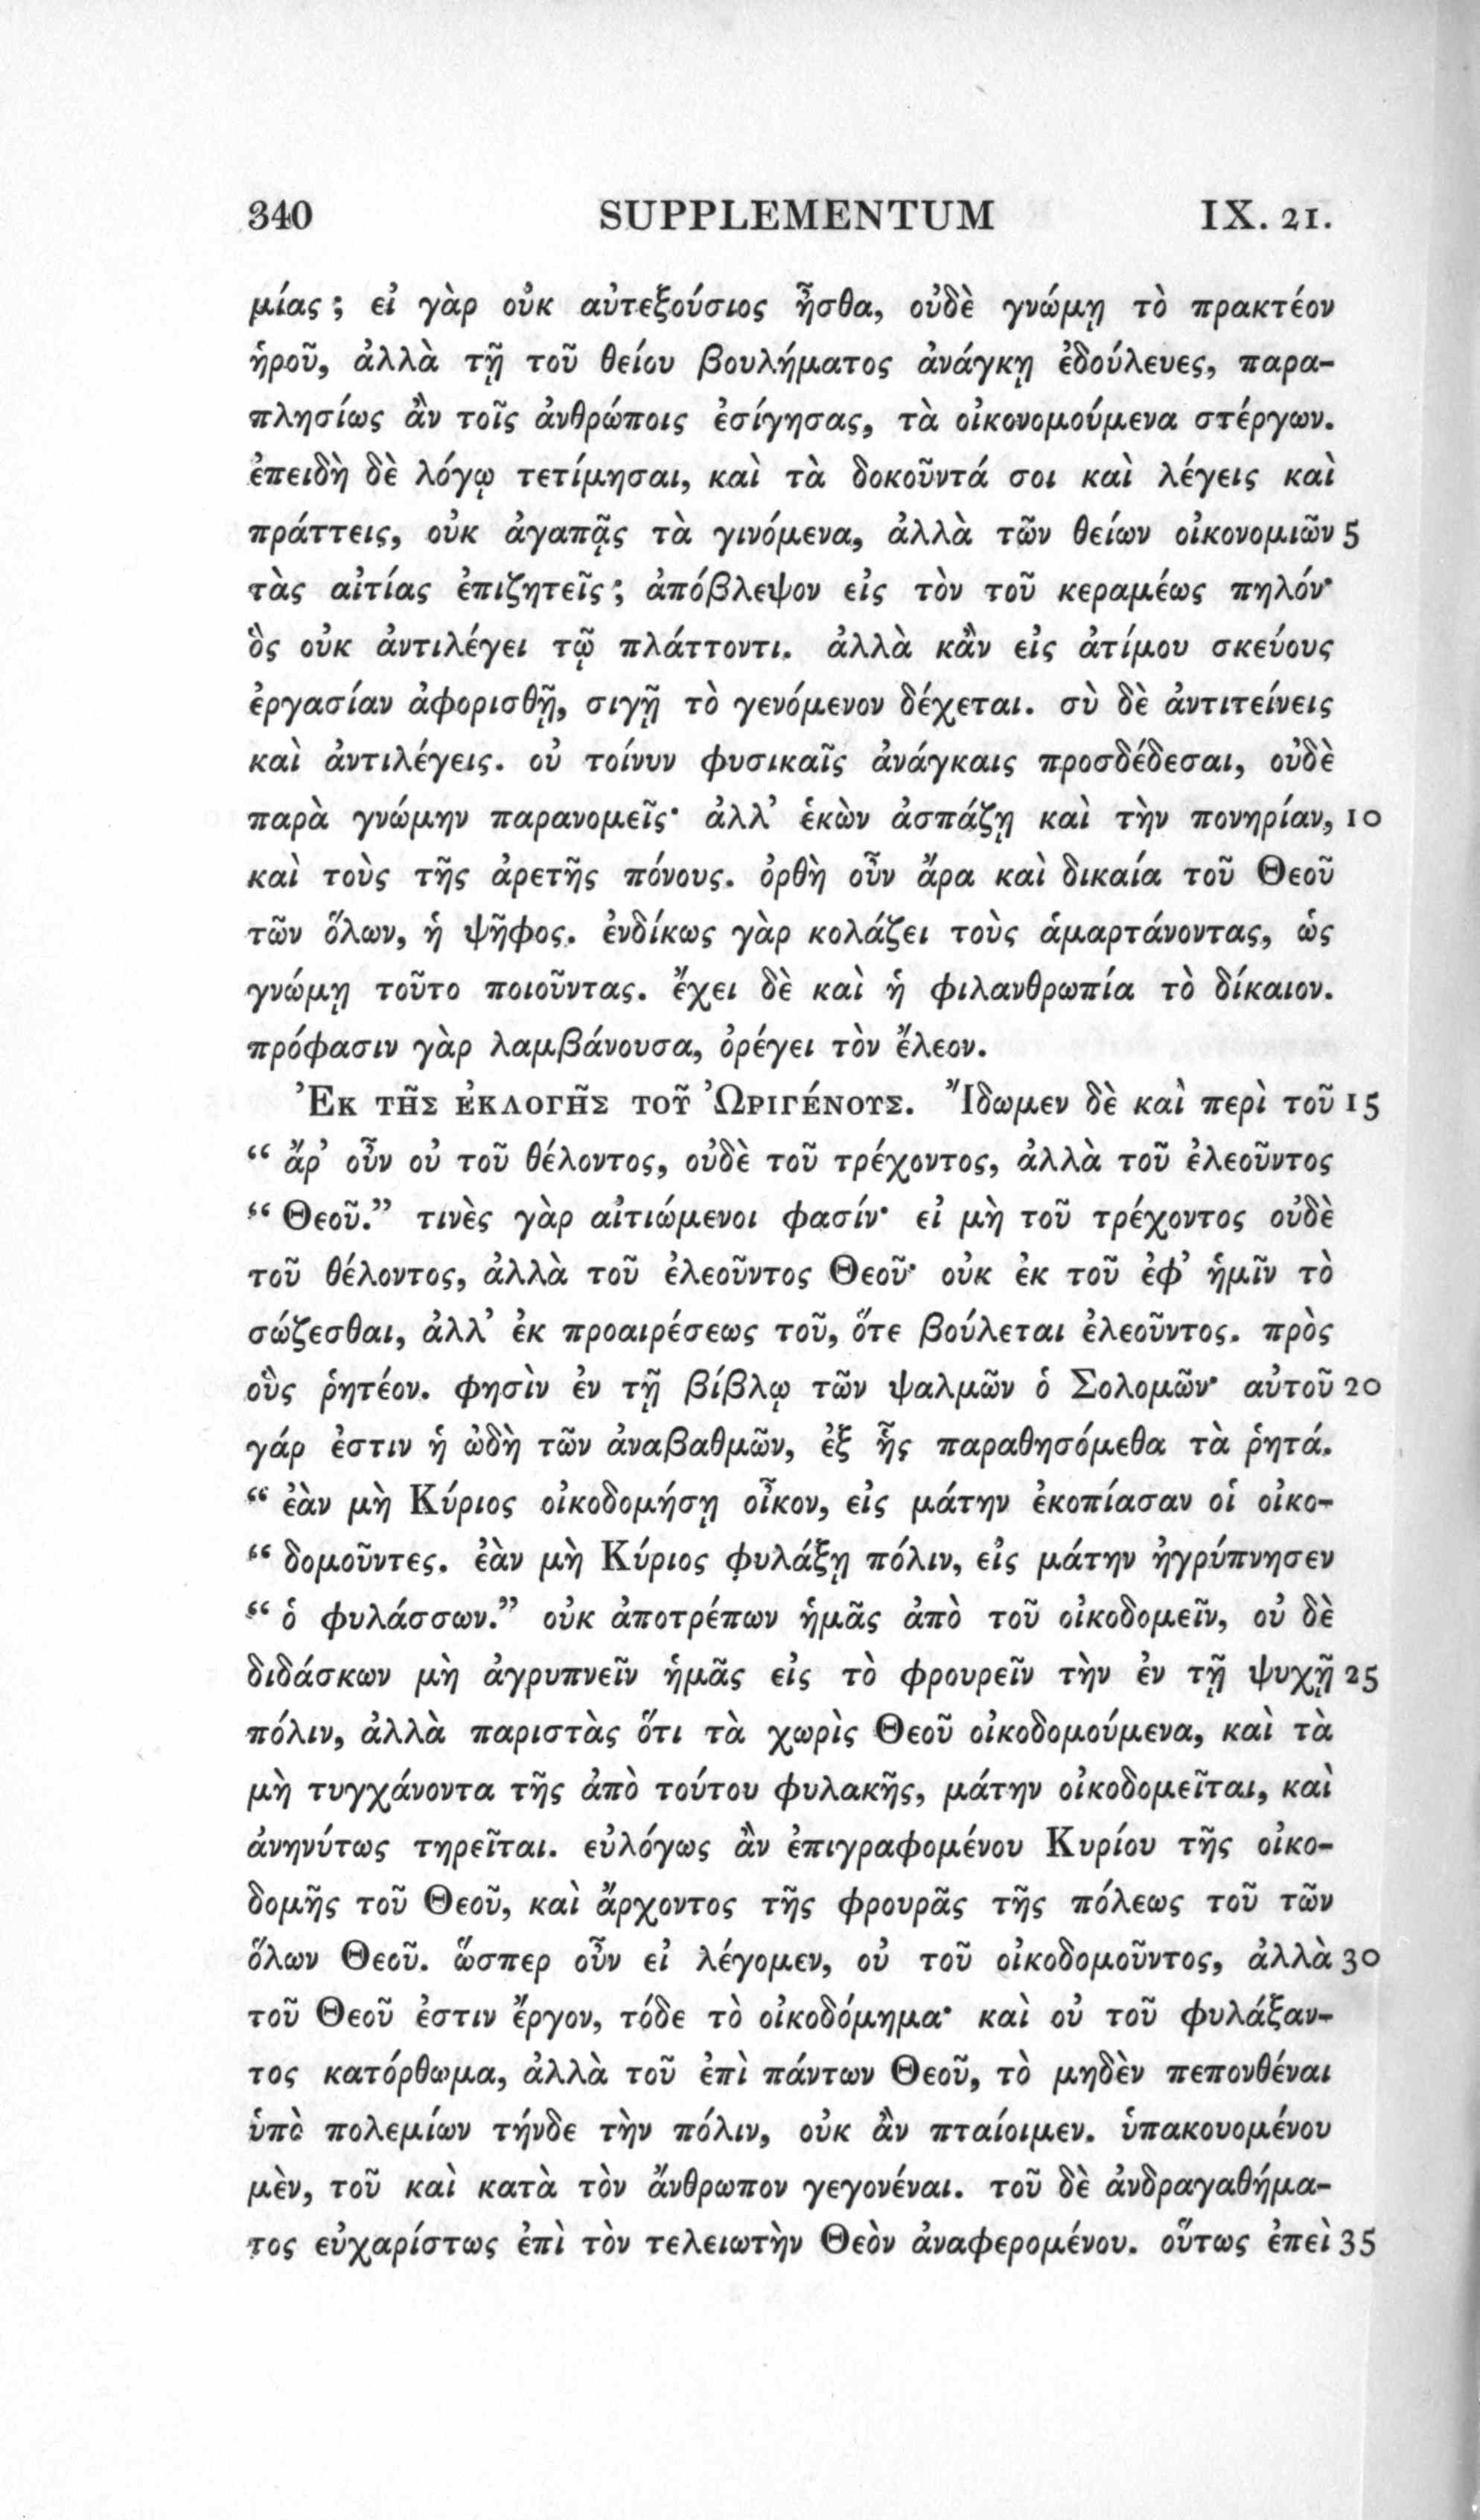 340 SUPPLEMENTUM IX. 21.
μίας ; εἰ γὰρ οὐκ αὐτεξούσιος ἦσθα, οὐδὲ γνώμῃ τὸ πρακτέον
ᾑροῦ, ἀλλὰ τῇ τοῦ θείου βουλήματος ἀνάγκῃ ἐδούλευες, παρα-
πλησίως ἂν τοῖς ἀνθρώποις ἐσίγησας, τὰ οἰκονομούμενα στέργων.
ἐπειδὴ δὲ λόγῳ τετίμησαι, καὶ τὰ δοκοῦντά σοι καὶ λέγεις καὶ
πράττεις, οὐκ ἀγαπᾷς τὰ γινόμενα, ἀλλὰ τῶν θείων οἰκονομιῶν 5
τὰς αἰτίας ἐπιζητεῖς ; ἀπόβλεψον εἰς τὸν τοῦ κεραμέως πηλόν·
ὃς οὐκ ἀντιλέγει τῷ πλάττοντι. ἀλλὰ κἂν εἰς ἀτίμου σκεύους
ἐργασίαν ἀφορισθῇ, σιγῇ τὸ γενόμενον δέχεται. σὺ δὲ ἀντιτείνεις
καὶ ἀντιλέγεις. οὐ τοίνυν φυσικαῖς ἀνάγκαις προσδέδεσαι, οὐδὲ
παρὰ γνώμην παρανομεῖς· ἀλλ’ ἑκὼν ἀσπάζῃ καὶ τὴν πονηρίαν, 10
καὶ τοὺς τῆς ἀρετῆς πόνους. ὀρθὴ οὖν ἄρα καὶ δικαία τοῦ Θεοῦ
τῶν ὅλων, ἡ ψῆφος. ἐνδίκως γὰρ κολάζει τοὺς ἁμαρτάνοντας, ὡς
γνώμῃ τοῦτο ποιοῦντας. ἔχει δὲ καὶ ἡ φιλανθρωπία τὸ δίκαιον.
πρόφασιν γὰρ λαμβάνουσα, ὀρέγει τὸν ἔλεον.
Ἐκ τῆς ἐκλογῆς τοῦ Ὠριγένους. Ἴδωμεν δὲ καὶ περὶ τοῦ 15
“ ἄρ’ οὖν οὐ τοῦ θέλοντος, οὐδὲ τοῦ τρέχοντος, ἀλλὰ τοῦ ἐλεοῦντος
“ Θεοῦ.” τινὲς γὰρ αἰτιώμενοι φασίν· εἰ μὴ τοῦ τρέχοντος οὐδὲ
τοῦ θέλοντος, ἀλλὰ τοῦ ἐλεοῦντος Θεοῦ· οὐκ ἐκ τοῦ ἐφ’ ἡμῖν τὸ
σώζεσθαι, ἀλλ’ ἐκ προαιρέσεως τοῦ, ὅτε βούλεται ἐλεοῦντος. πρὸς
οὓς ῥητέον. φησὶν ἐν τῇ βίβλῳ τῶν ψαλμῶν ὁ Σολομῶν· αὐτοῦ 20
γάρ ἐστιν ἡ ᾠδὴ τῶν ἀναβαθμῶν, ἐξ ἧς παραθησόμεθα τὰ ῥητά.
“ ἐὰν μὴ Κύριος οἰκοδομήσῃ οἶκον, εἰς μάτην ἐκοπίασαν οἱ οἰκο-
“ δομοῦντες. ἐὰν μὴ Κύριος φυλάξῃ πόλιν, εἰς μάτην ἠγρύπνησεν
“ ὁ φυλάσσων.” οὐκ ἀποτρέπων ἡμᾶς ἀπὸ τοῦ οἰκοδομεῖν, οὐ δὲ
διδάσκων μὴ ἀγρυπνεῖν ἡμᾶς εἰς τὸ φρουρεῖν τὴν ἐν τῇ ψυχῇ 25
πόλιν, ἀλλὰ παριστὰς ὅτι τὰ χωρὶς Θεοῦ οἰκοδομούμενα, καὶ τὰ
μὴ τυγχάνοντα τῆς ἀπὸ τούτου φυλακῆς, μάτην οἰκοδομεῖται, καὶ
ἀνηνύτως τηρεῖται. εὐλόγως ἂν ἐπιγραφομένου Κυρίου τῆς οἰκο-
δομῆς τοῦ Θεοῦ, καὶ ἄρχοντος τῆς φρουρᾶς τῆς πόλεως τοῦ τῶν
ὅλων Θεοῦ. ὥσπερ οὖν εἰ λέγομεν, οὐ τοῦ οἰκοδομοῦντος, ἀλλὰ 30
τοῦ Θεοῦ ἐστιν ἔργον, τόδε τὸ οἰκοδόμημα· καὶ οὐ τοῦ φυλάξαν-
τος κατόρθωμα, ἀλλὰ τοῦ ἐπὶ πάντων Θεοῦ, τὸ μηδὲν πεπονθέναι
ὑπὸ πολεμίων τήνδε τὴν πόλιν, οὐκ ἂν πταίοιμεν. ὑπακουομένου
μὲν, τοῦ καὶ κατὰ τὸν ἄνθρωπον γεγονέναι. τοῦ δὲ ἀνδραγαθήμα-
τος εὐχαρίστως ἐπὶ τὸν τελειωτὴν Θεὸν ἀναφερομένου. οὕτως ἐπεὶ 35